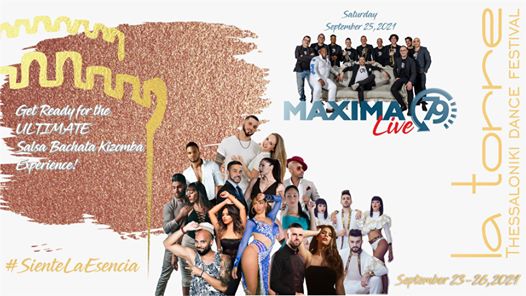 Saturday
September 25, 2021
MAXIMA 79
Live
Get Ready for the
ULTIMATE
Salsa Bachata Kizomba
Experience!
#SienteLaEsencia
la torre
THESSALONIKI DANCE FESTIVAL
September 23-26, 2021